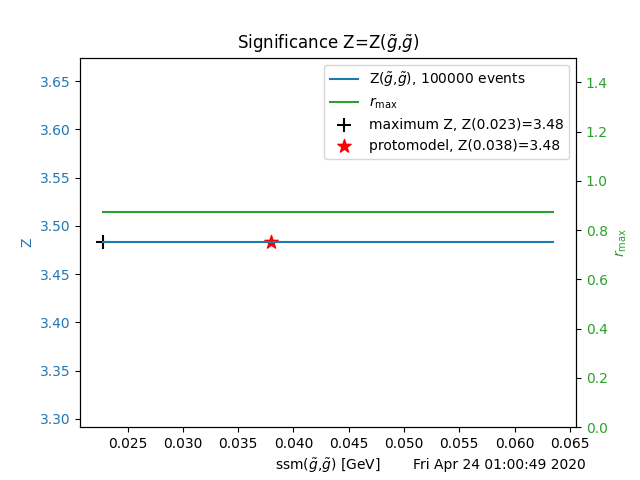 Significance Z=Z(g̃,g̃)
Z(g̃,g̃), 100000 events
r_max
maximum Z, Z(0.023)=3.48
protomodel, Z(0.038)=3.48
3.65
3.60
3.55
3.50
3.45
3.40
3.35
3.30
Z
1.4
1.2
1.0
0.8
0.6
0.4
0.2
0.0
r_max
0.025 0.030 0.035 0.040 0.045 0.050 0.055 0.060 0.065
ssm(g̃,g̃) [GeV] Fri Apr 24 01:00:49 2020